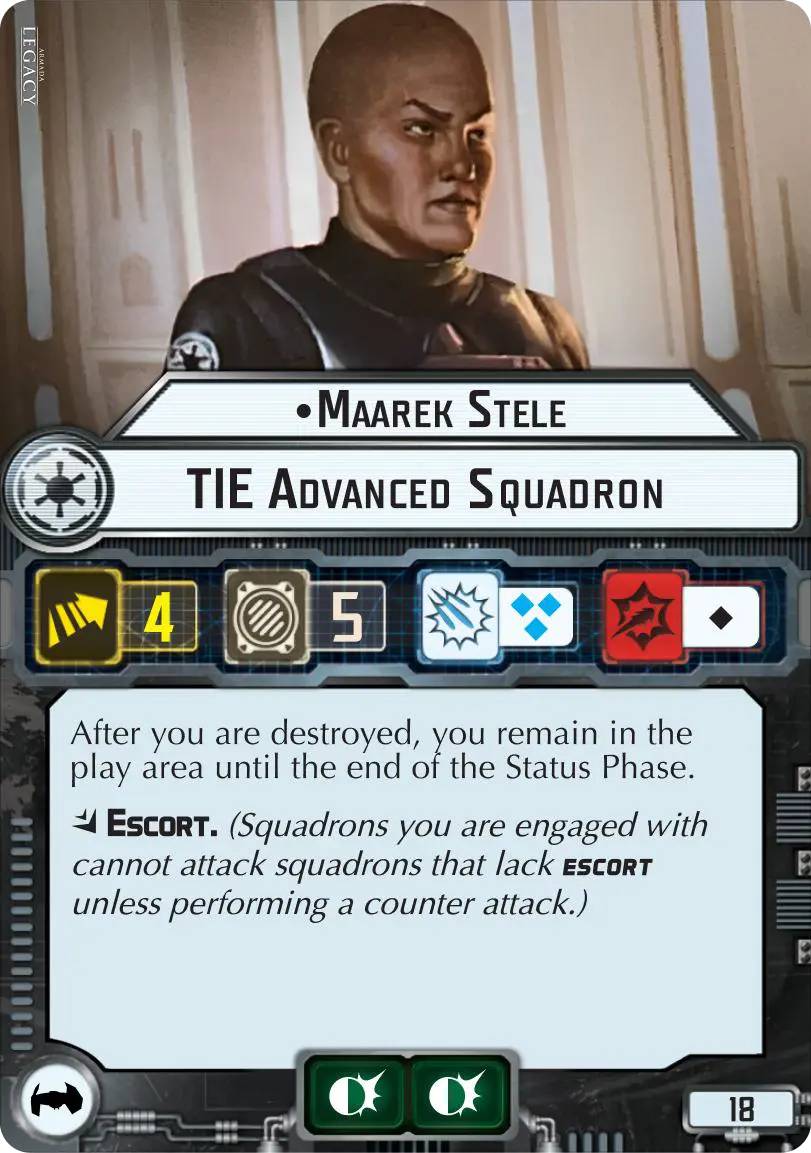 ARMADA
LEGACY
•MAAREK STELE
TIE ADVANCED SQUADRON
4
5
After you are destroyed, you remain in the
play area until the end of the Status Phase.
ESCORT. (Squadrons you are engaged with
cannot attack squadrons that lack ESCORT
unless performing a counter attack.)
18